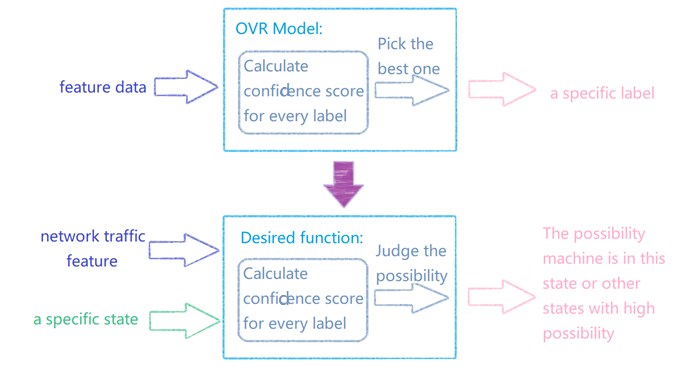 OVR Model:
feature data
Calculate
confidence score
for every label
Pick the
best one
a specific label
network traffic
feature
a specific state
Desired function:
Calculate
confidence score
for every label
Judge the
possibility
The possibility
machine is in this
state or other
states with high
possibility